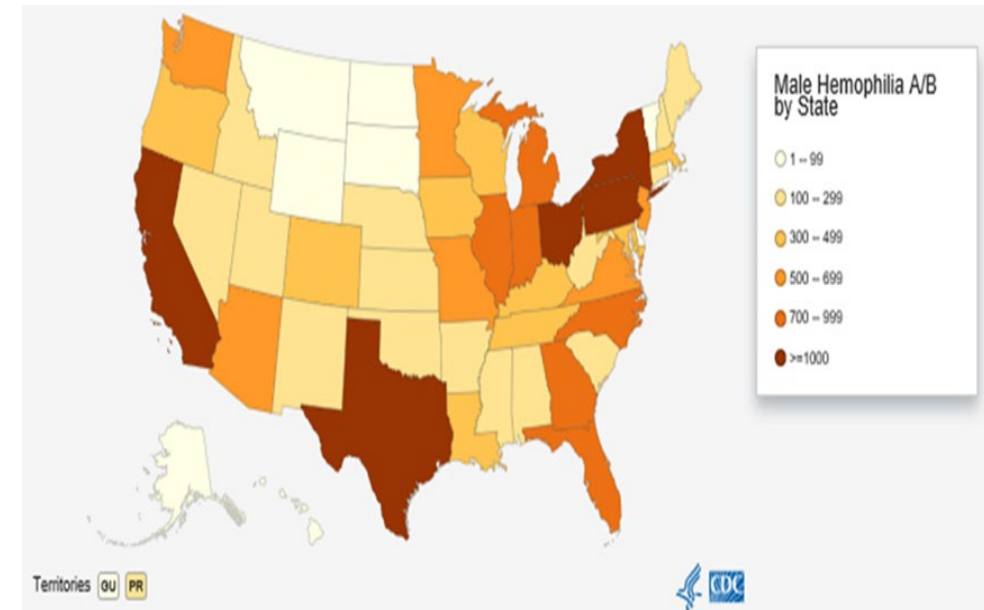 Male Hemophilia A/B
by State
1 -- 99
100 -- 299
300 -- 499
500 -- 699
700 -- 999
>=1000
Territories GU PR
CDC